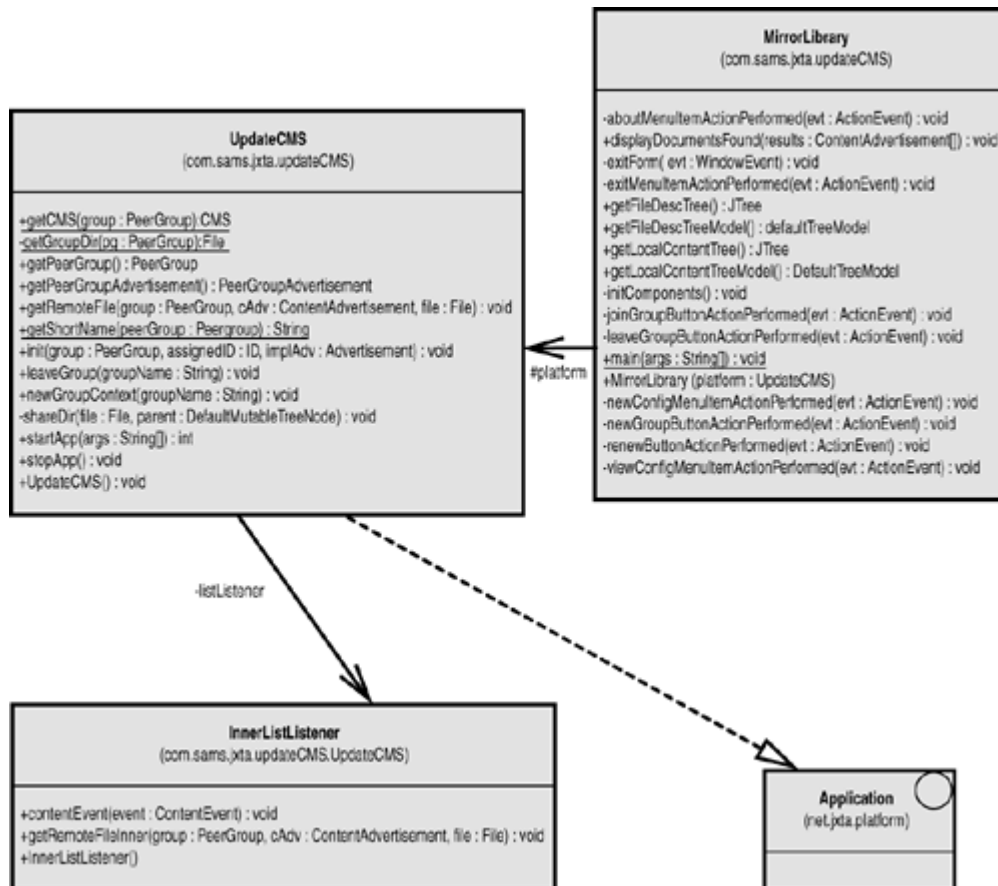 MirrorLibrary
(com.sams.jxta.updateCMS)
-aboutMenuItemActionPerformed(evt : ActionEvent) : void
+displayDocumentsFound(results : ContentAdvertisement[]) : void
-exitForm( evt : WindowEvent) : void
-exitMenuItemActionPerformed(evt : ActionEvent) : void
+getFileDescTree() : JTree
+getFileDescTreeModel() : defaultTreeModel
+getLocalContentTree() : JTree
+getLocalContentTreeModel() : DefaultTreeModel
-initComponents() : void
-joinGroupButtonActionPerformed(evt : ActionEvent) : void
-leaveGroupButtonActionPerformed(evt : ActionEvent) : void
+main(args : String[]) : void
+MirrorLibrary (platform : UpdateCMS)
-newConfigMenuItemActionPerformed(evt : ActionEvent) : void
-newGroupButtonActionPerformed(evt : ActionEvent) : void
-renewButtonActionPerformed(evt : ActionEvent) : void
-viewConfigMenuItemActionPerformed(evt : ActionEvent) : void
UpdateCMS
(com.sams.jxta.updateCMS)
+getCMS(group : PeerGroup):CMS
-getGroupDir(pg : PeerGroup):File
+getPeerGroup() : PeerGroup
+getPeerGroupAdvertisement() : PeerGroupAdvertisement
+getRemoteFile(group : PeerGroup, cAdv : ContentAdvertisement, file : File) : void
+getShortName(peerGroup : Peergroup) : String
+init(group : PeerGroup, assignedID : ID, implAdv : Advertisement) : void
+leaveGroup(groupName : String) : void
+newGroupContext(groupName : String) : void
-shareDir(file : File, parent : DefaultMutableTreeNode) : void
+startApp(args : String[]) : int
+stopApp() : void
+UpdateCMS() : void
#platform
-listListener
InnerListListener
(com.sams.jxta.updateCMS.UpdateCMS)
+contentEvent(event : ContentEvent) : void
+getRemoteFileInner(group : PeerGroup, cAdv : ContentAdvertisement, file : File) : void
+InnerListListener()
Application
(net.jxta.platform)